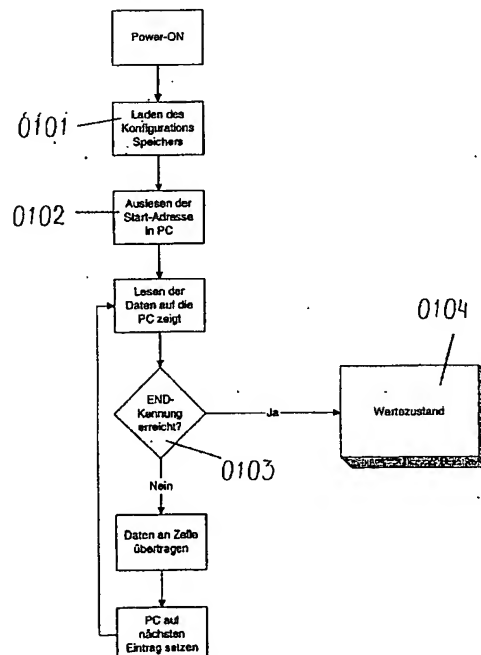 Power-ON
0101
Laden des
Konfigurations
Speichers
0102
Auslesen der
Start-Adresse
in PC
Lesen der
Daten auf die
PC zeigt
0104
END-
Kennung
erreicht?
Ja
Wartezustand
0103
Nein
Daten an Zelle
übertragen
PC auf
nächsten
Eintrag setzen